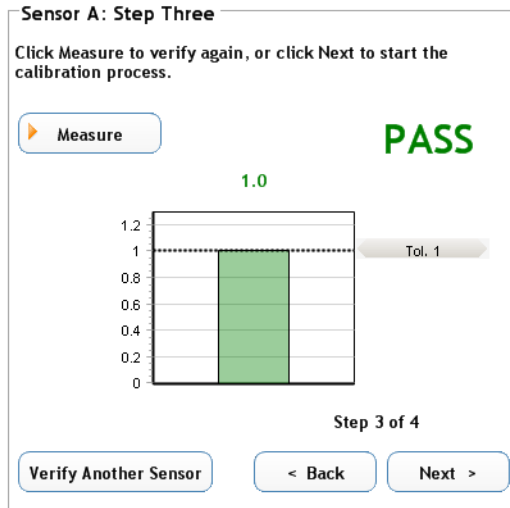 Sensor A: Step Three
Click Measure to verify again, or click Next to start the
calibration process.
Measure
PASS
1.0
1.2
1
Tol. 1
0.8
0.6
0.4
0.2
0
Step 3 of 4
Verify Another Sensor
< Back
Next >